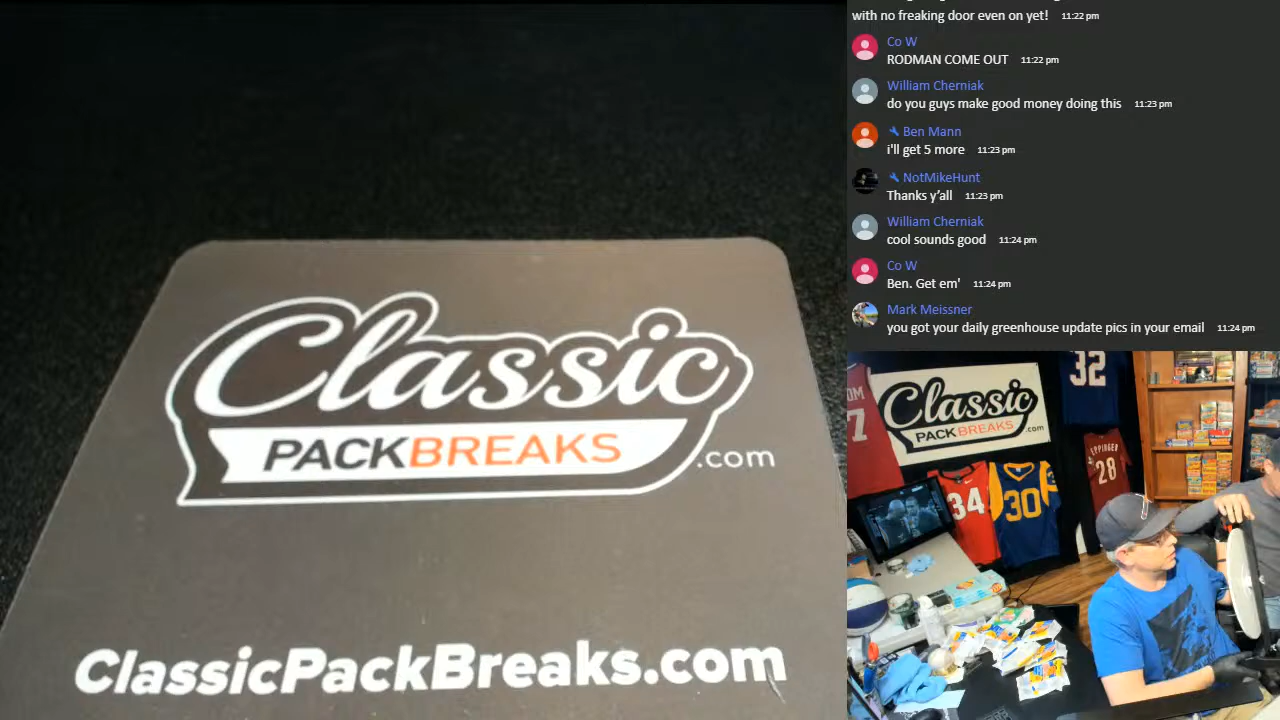 Classic
PACKBREAKS
.com
ClassicPackBreaks.com
with no freaking door even on yet! 11:22 pm
Co W
RODMAN COME OUT 11:22 pm
William Cherniak
do you guys make good money doing this 11:23 pm
Ben Mann
i'll get 5 more 11:23 pm
NotMikeHunt
Thanks y'all 11:23 pm
William Cherniak
cool sounds good 11:24 pm
Co W
Ben. Get em' 11:24 pm
Mark Meissner
you got your daily greenhouse update pics in your email 11:24 pm
32
7
Classic
PACKBREAKS
.com
34
30
28